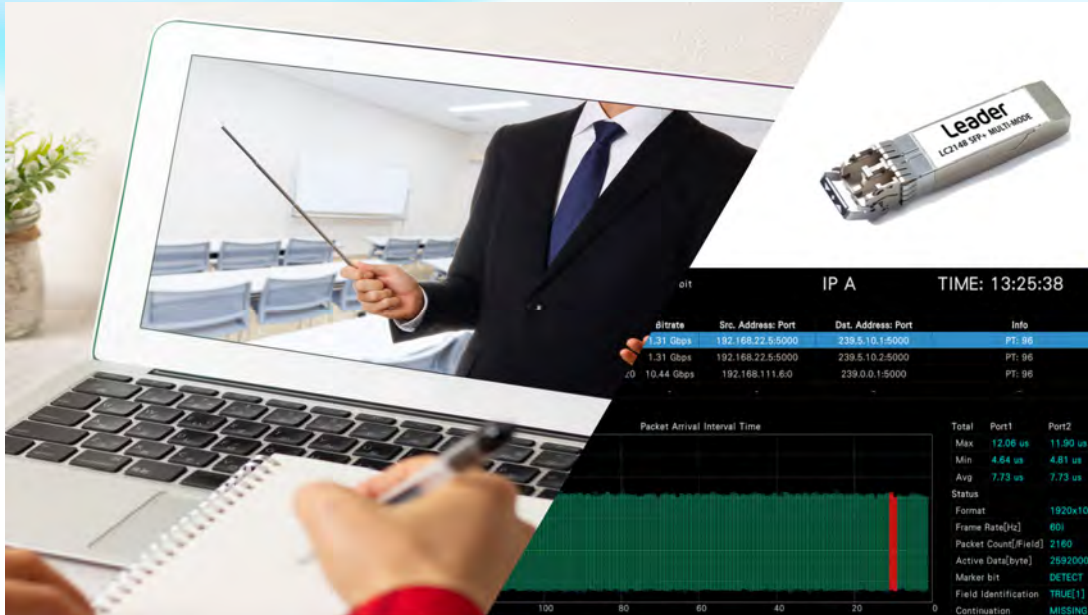 Leader
LC2148 SFP+ MULTI-MODE
IP A TIME: 13:25:38
Bitrate Src. Address: Port Dst. Address: Port Info
1.31 Gbps 192.168.22.5:5000 239.5.10.1:5000 PT: 96
1.31 Gbps 192.168.22.5:5000 239.5.10.2:5000 PT: 96
10.44 Gbps 192.168.111.6:0 239.0.0.1:5000 PT: 96
Packet Arrival Interval Time
Total Port1 Port2
Max 12.06 us 11.90 us
Min 4.64 us 4.81 us
Avg 7.73 us 7.73 us
Status
Format 1920x10
Frame Rate[Hz] 60i
Packet Count[/Field] 2160
Active Data[byte] 2592000
Marker bit DETECT
Field Identification TRUE[1]
Continuation MISSING
100 80 60 40 20 0